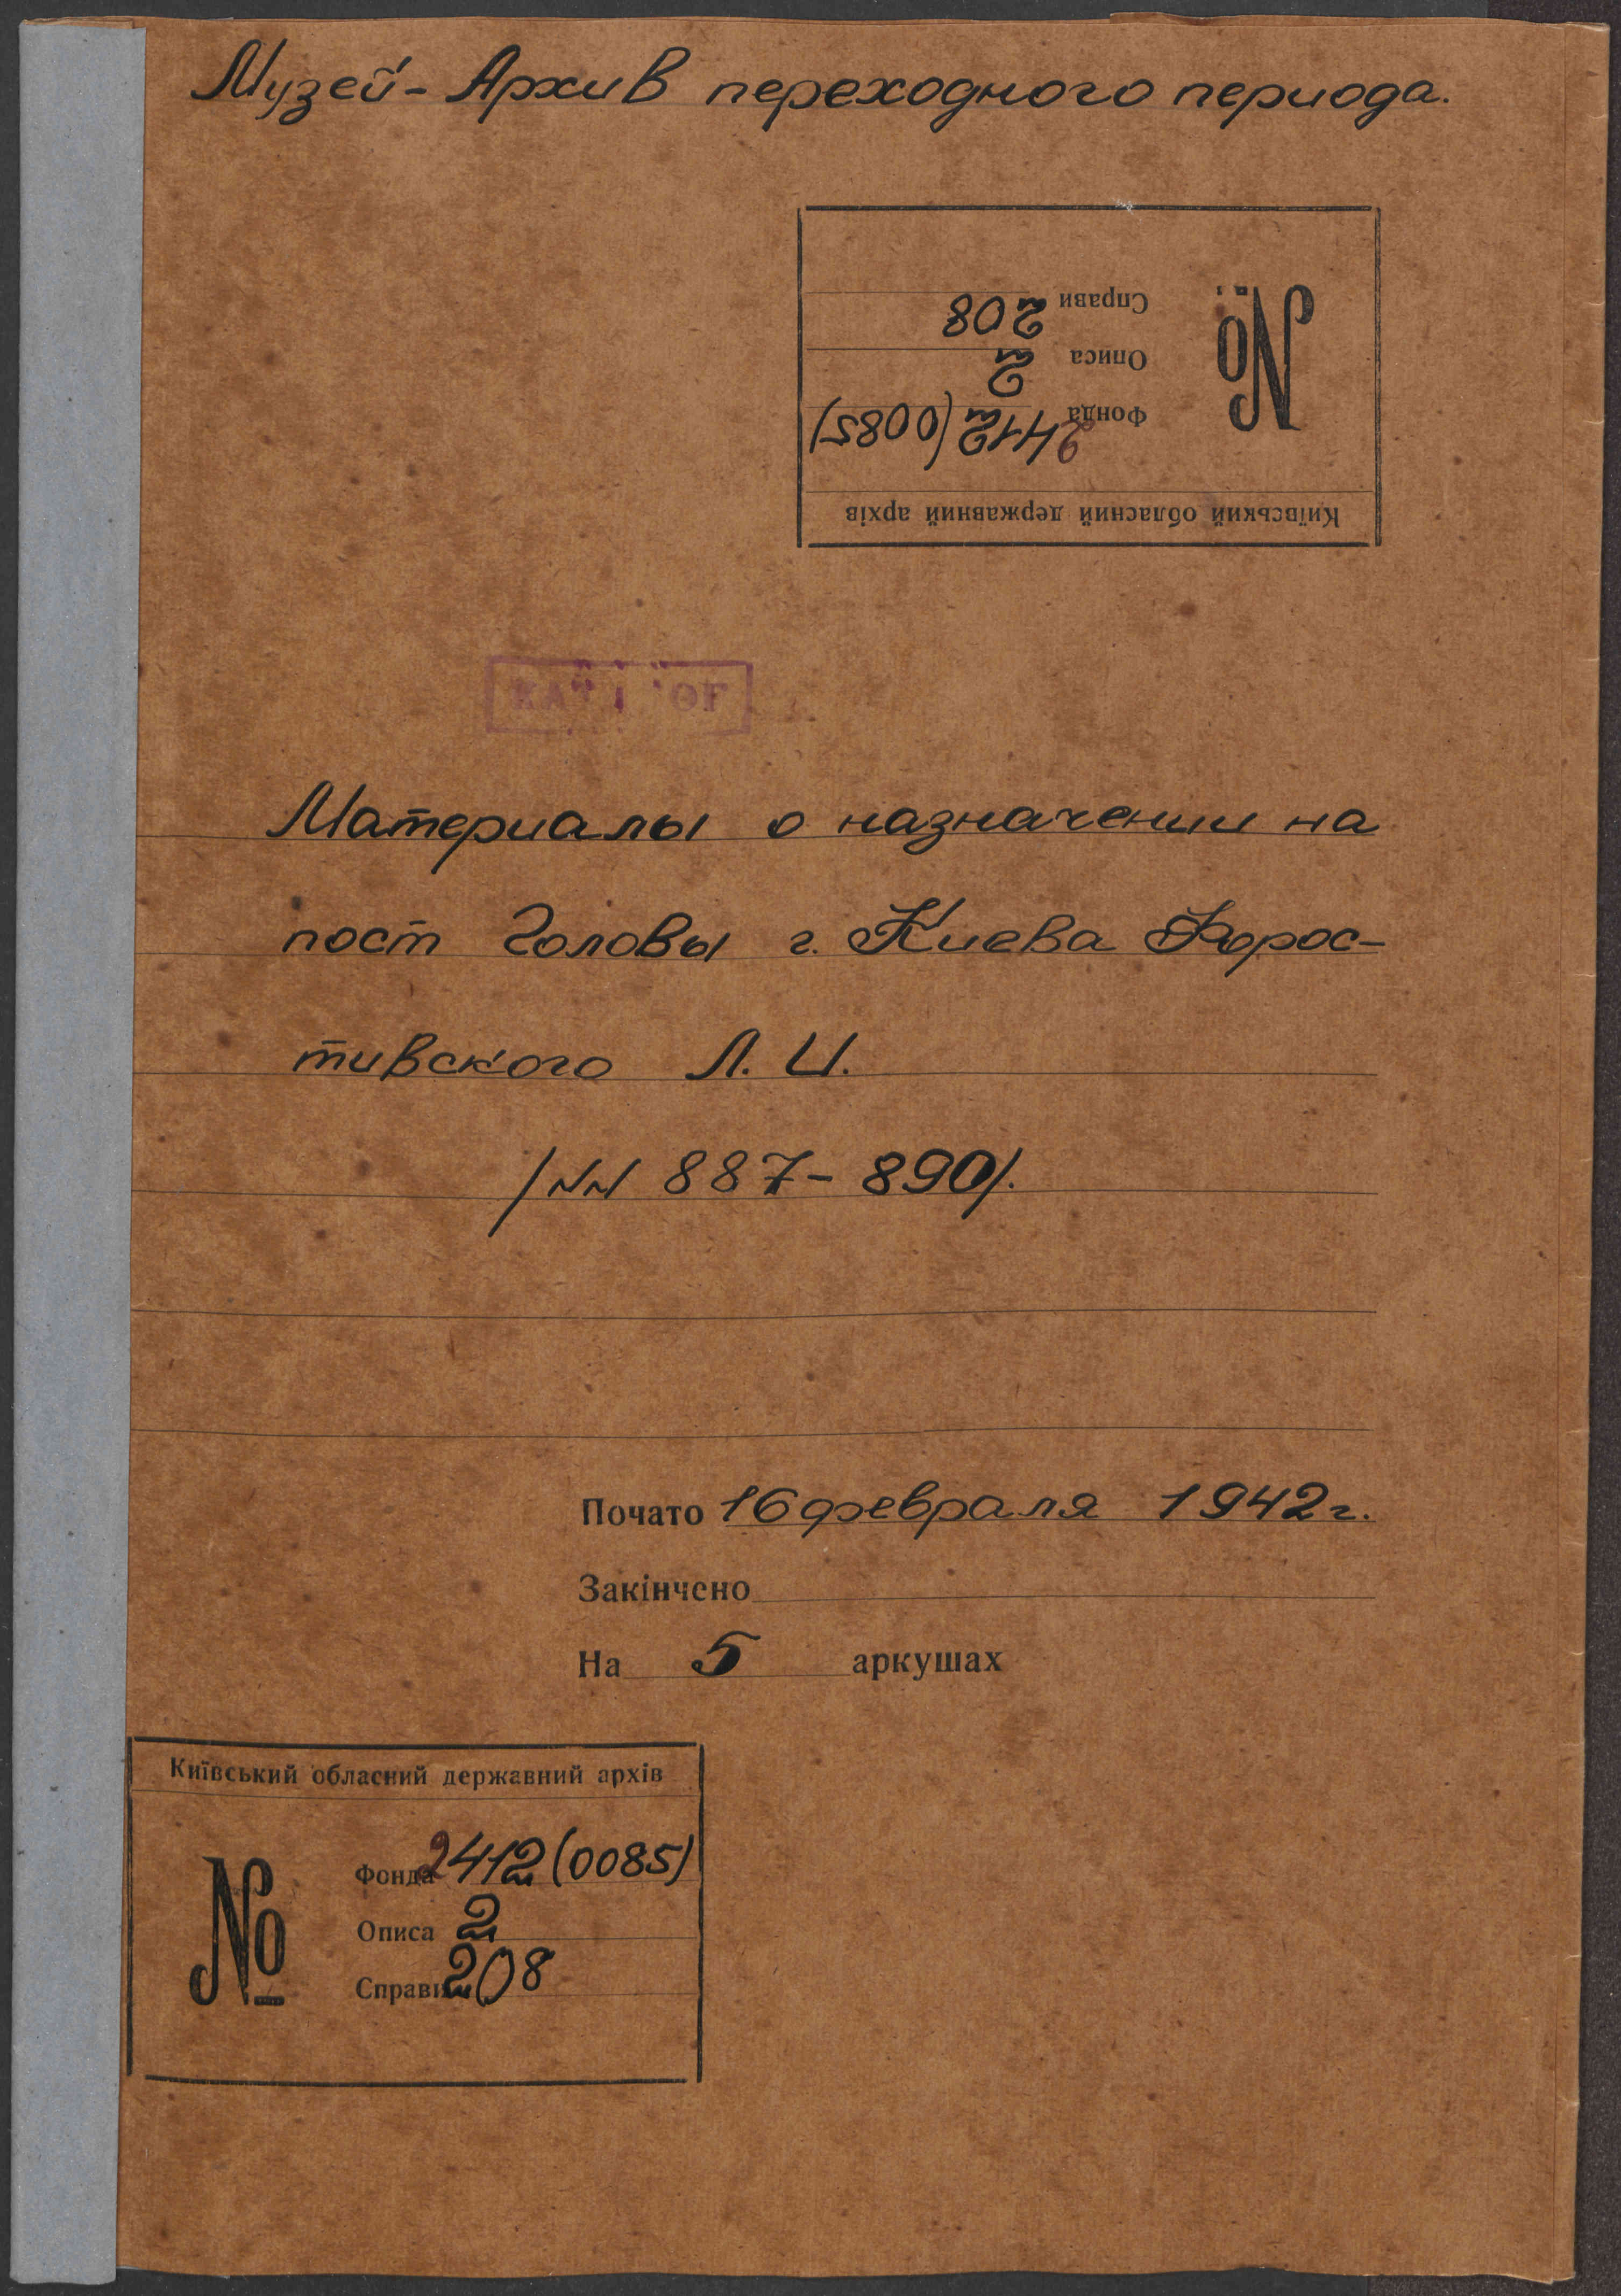 Музей-Архив переходного периода.
Київський обласний державний архів
№
Фонда 2412 (0085)
Описа 2
Справи 208
Материалы о назначении на
пост Головы г. Киева Форос-
тивского Л. И.
/NN 887-890/.
Почато 16 февраля 1942 г.
Закінчено
На 5 аркушах
Київський обласний державний архів
№
Фонда 2412 (0085)
Описа 2
Справи 208